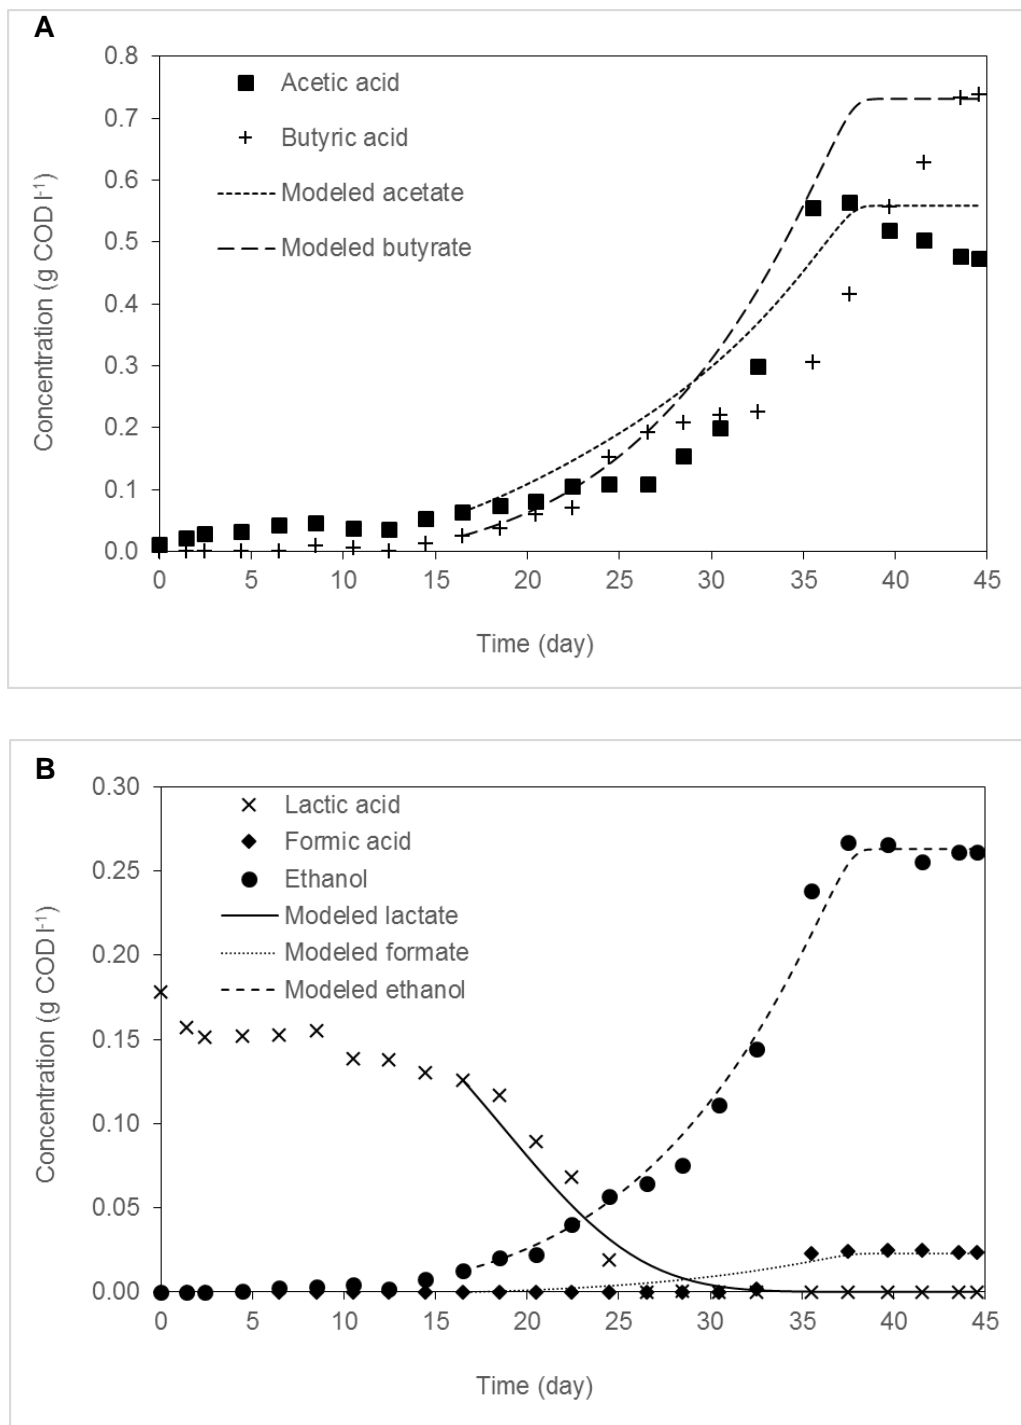 A
0.8
0.7
0.6
0.5
0.4
0.3
0.2
0.1
0.0
Concentration (g COD l⁻¹)
Acetic acid
Butyric acid
Modeled acetate
Modeled butyrate
0 5 10 15 20 25 30 35 40 45
Time (day)
B
0.30
0.25
0.20
0.15
0.10
0.05
0.00
Concentration (g COD l⁻¹)
Lactic acid
Formic acid
Ethanol
Modeled lactate
Modeled formate
Modeled ethanol
0 5 10 15 20 25 30 35 40 45
Time (day)